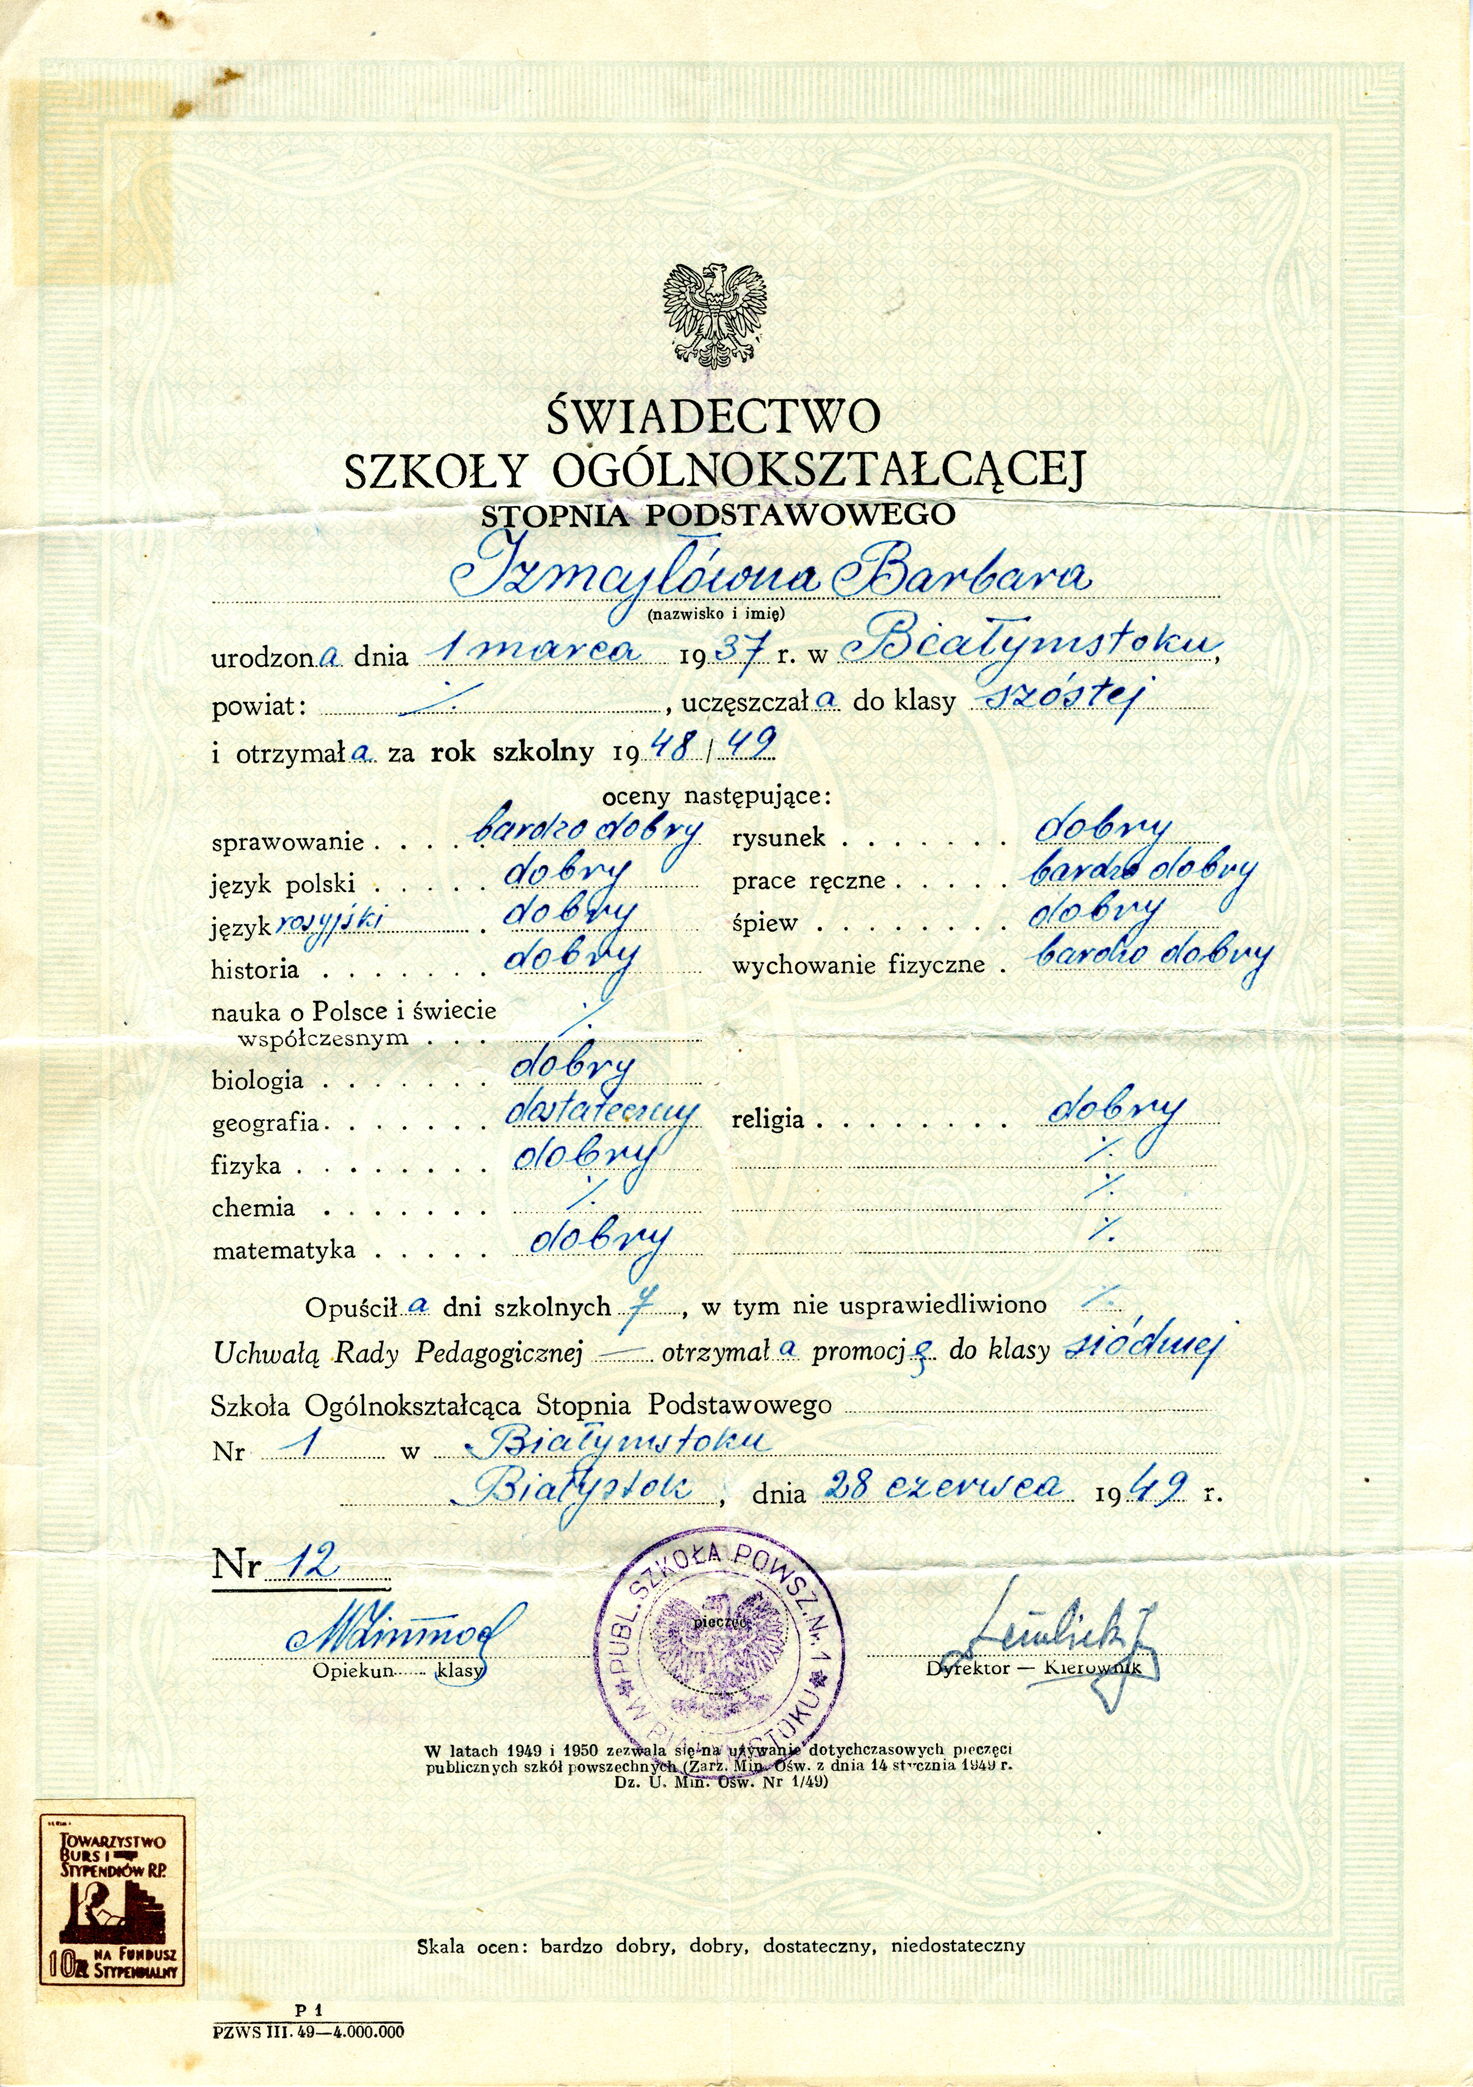 ŚWIADECTWO
SZKOŁY OGÓLNOKSZTAŁCĄCEJ
STOPNIA PODSTAWOWEGO
Izmajłówna Barbara
(nazwisko i imię)
urodzona dnia 1 marca 1937 r. w Białymstoku,
powiat: ./. , uczęszczała do klasy szóstej
i otrzymała za rok szkolny 1948/49
oceny następujące:
sprawowanie . . . . . bardzo dobry
język polski . . . . . dobry
język rosyjski . dobry
historia . . . . . . . dobry
nauka o Polsce i świecie
współczesnym . . . ./.
biologia . . . . . . . dobry
geografia . . . . . . . dostateczny
fizyka . . . . . . . . dobry
chemia . . . . . . . ./.
matematyka . . . . . dobry
rysunek . . . . . . . dobry
prace ręczne . . . . . bardzo dobry
śpiew . . . . . . . . dobry
wychowanie fizyczne . bardzo dobry
religia . . . . . . . . dobry
./.
./.
./.
Opuściła dni szkolnych 7, w tym nie usprawiedliwiono ./.
Uchwałą Rady Pedagogicznej — otrzymała promocję do klasy siódmej
Szkoła Ogólnokształcąca Stopnia Podstawowego
Nr 1 w Białymstoku
Białystok, dnia 28 czerwca 1949 r.
Nr 12
PUBL. SZKOŁA POWSZ. Nr. 1 W BIAŁYMSTOKU
pieczęć
Opiekun klasy
Dyrektor — Kierownik
W latach 1949 i 1950 zezwala się na używanie dotychczasowych pieczęci
publicznych szkół powszechnych (Zarz. Min. Ośw. z dnia 14 stycznia 1949 r.
Dz. U. Min. Ośw. Nr 1/49)
TOWARZYSTWO
BURS I
STYPENDIÓW R.P.
10 ZŁ NA FUNDUSZ
STYPENDIALNY
Skala ocen: bardzo dobry, dobry, dostateczny, niedostateczny
P 1
PZWS III. 49—4.000.000